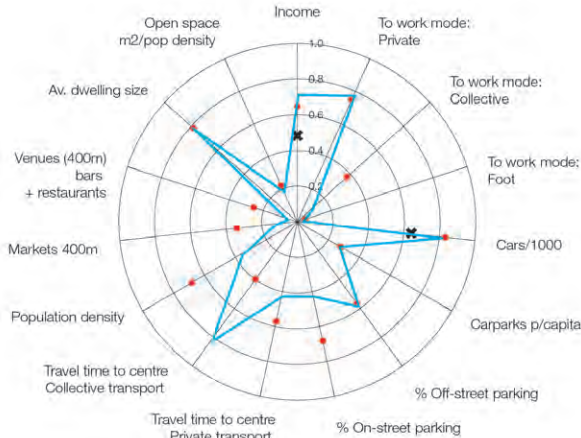 Income
Open space
m2/pop density
To work mode:
Private
Av. dwelling size
To work mode:
Collective
Venues (400m)
bars
+ restaurants
To work mode:
Foot
Markets 400m
Cars/1000
Population density
Carparks p/capita
Travel time to centre
Collective transport
% Off-street parking
Travel time to centre
Private transport
% On-street parking
1.0
0.8
0.6
0.4
0.2